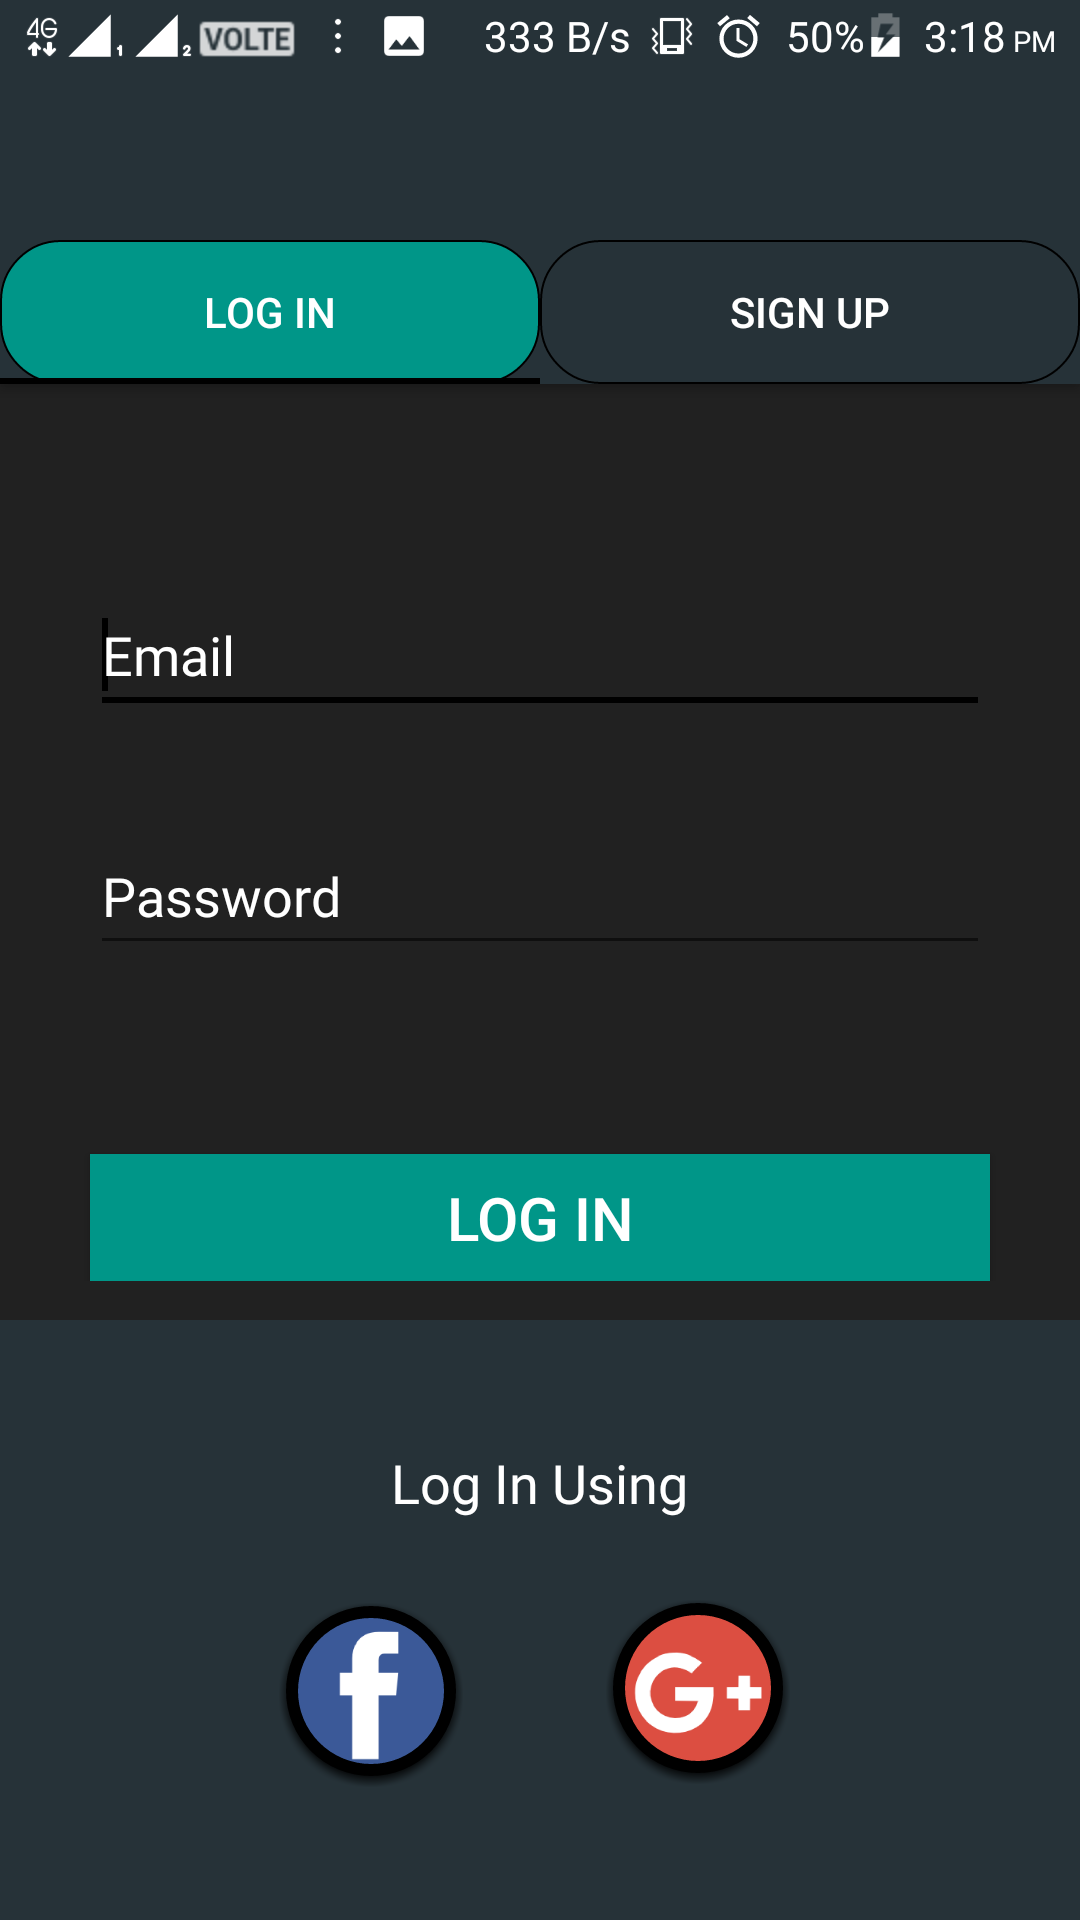 4G 1 2 VOLTE 333 B/s 50% 3:18 PM
LOG IN SIGN UP
Email
Password
LOG IN
Log In Using
f G+